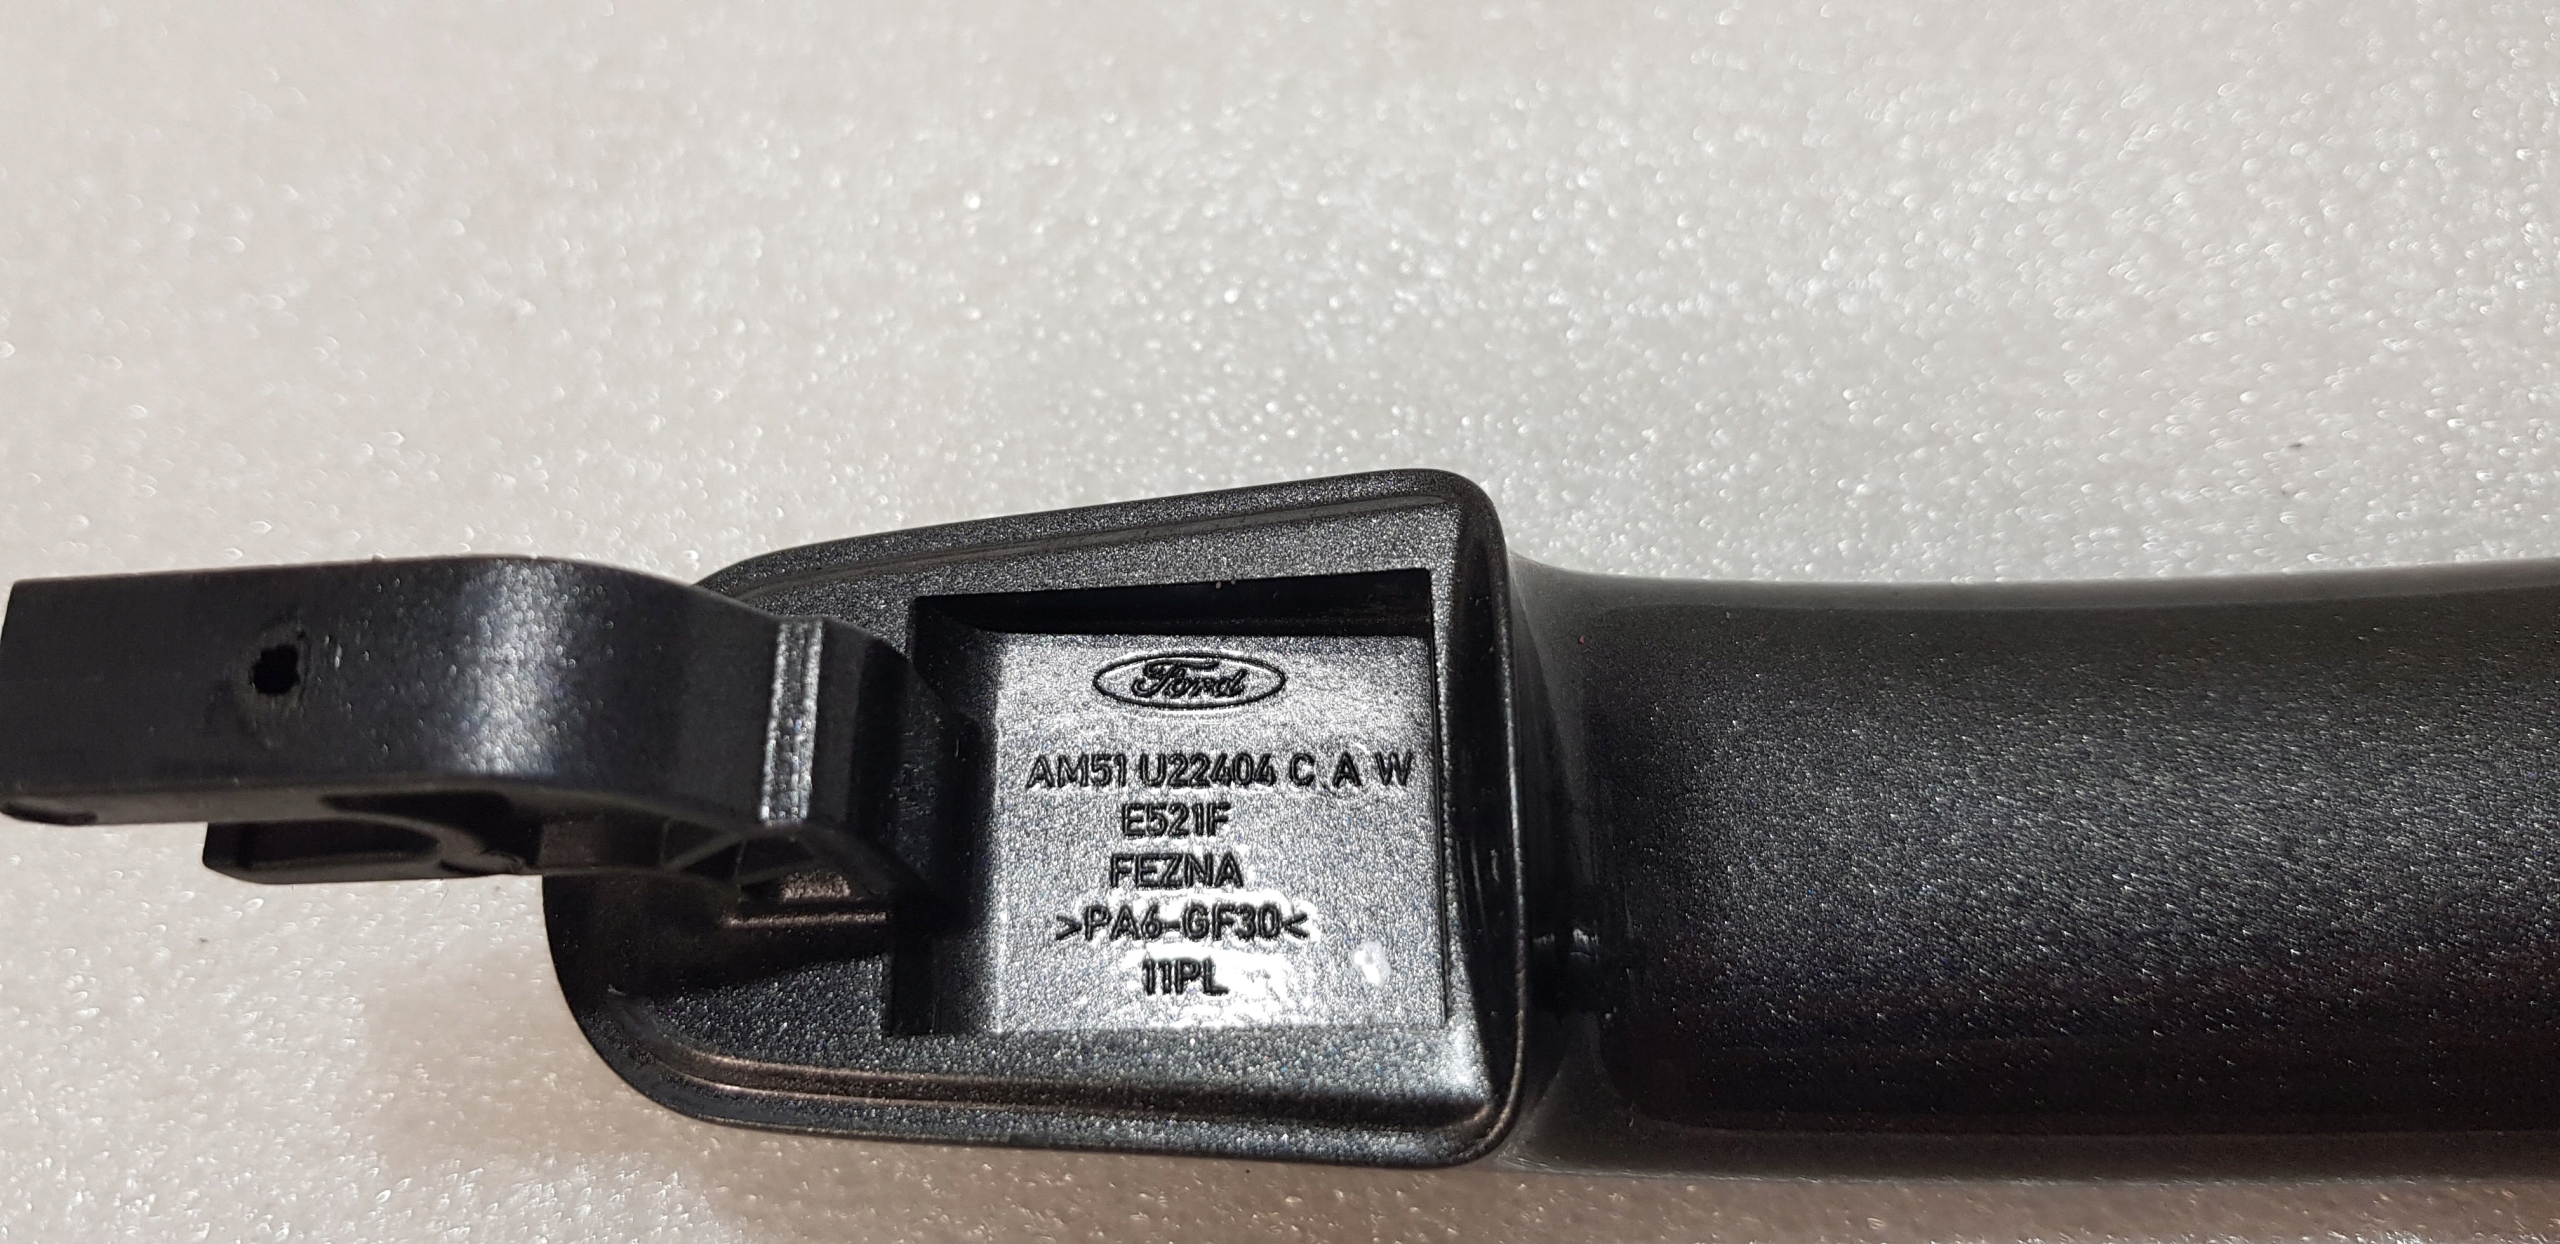 Ford
AM51 U22404 C A W
E521F
FEZNA
>PA6-GF30<
11PL